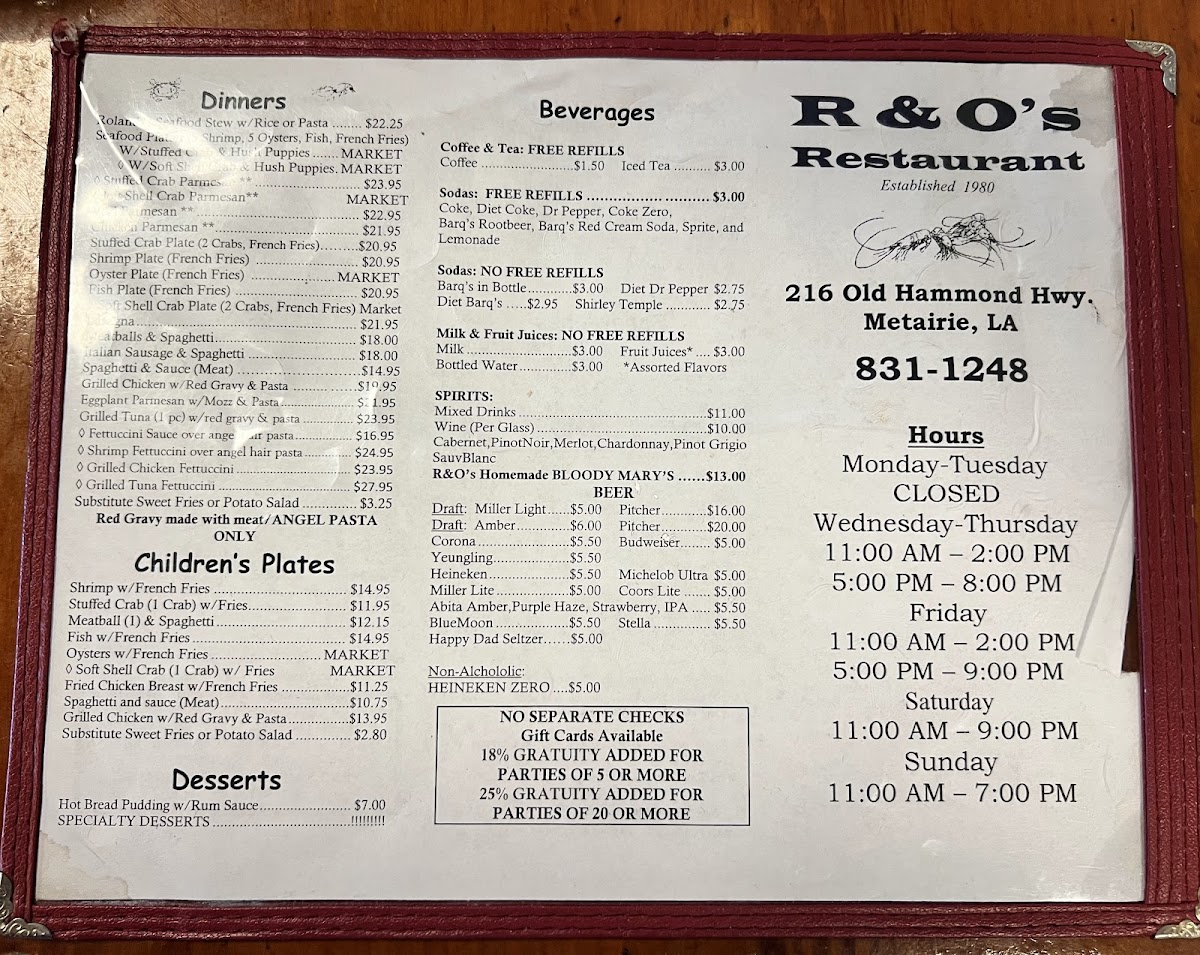 Dinners
Seafood Stew w/Rice or Pasta ........ $22.25
Seafood Shrimp, 5 Oysters, Fish, French Fries)
W/Stuffed & Hush Puppies ....... MARKET
◊ W/Soft & Hush Puppies. MARKET
◊ Stuffed Crab ** $23.95
Shell Crab Parmesan** MARKET
Parmesan ** $22.95
Parmesan ** $21.95
Stuffed Crab Plate (2 Crabs, French Fries)......... $20.95
Shrimp Plate (French Fries) $20.95
Oyster Plate (French Fries) MARKET
Fish Plate (French Fries) $20.95
Shell Crab Plate (2 Crabs, French Fries) Market
$21.95
& Spaghetti $18.00
Italian Sausage & Spaghetti $18.00
Spaghetti & Sauce (Meat) $14.95
Grilled Chicken w/Red Gravy & Pasta .95
Eggplant Parmesan w/Mozz & Pasta 1.95
Grilled Tuna (1 pc) w/red gravy & pasta $23.95
◊ Fettuccini Sauce over hair pasta $16.95
◊ Shrimp Fettuccini over angel hair pasta $24.95
◊ Grilled Chicken Fettuccini $23.95
◊ Grilled Tuna Fettuccini $27.95
Substitute Sweet Fries or Potato Salad $3.25
Red Gravy made with meat/ANGEL PASTA
ONLY
Children's Plates
Shrimp w/French Fries $14.95
Stuffed Crab (1 Crab) w/Fries $11.95
Meatball (1) & Spaghetti $12.15
Fish w/French Fries $14.95
Oysters w/French Fries MARKET
◊ Soft Shell Crab (1 Crab) w/ Fries MARKET
Fried Chicken Breast w/French Fries $11.25
Spaghetti and sauce (Meat) $10.75
Grilled Chicken w/Red Gravy & Pasta $13.95
Substitute Sweet Fries or Potato Salad $2.80
Desserts
Hot Bread Pudding w/Rum Sauce $7.00
SPECIALTY DESSERTS !!!!!!!!!
Beverages
Coffee & Tea: FREE REFILLS
Coffee $1.50 Iced Tea $3.00
Sodas: FREE REFILLS $3.00
Coke, Diet Coke, Dr Pepper, Coke Zero,
Barq's Rootbeer, Barq's Red Cream Soda, Sprite, and
Lemonade
Sodas: NO FREE REFILLS
Barq's in Bottle $3.00 Diet Dr Pepper $2.75
Diet Barq's $2.95 Shirley Temple $2.75
Milk & Fruit Juices: NO FREE REFILLS
Milk $3.00 Fruit Juices* $3.00
Bottled Water $3.00 *Assorted Flavors
SPIRITS:
Mixed Drinks $11.00
Wine (Per Glass) $10.00
Cabernet,PinotNoir,Merlot,Chardonnay,Pinot Grigio
SauvBlanc
R&O's Homemade BLOODY MARY'S $13.00
BEER
Draft: Miller Light $5.00 Pitcher $16.00
Draft: Amber $6.00 Pitcher $20.00
Corona $5.50 Budweiser $5.00
Yeungling $5.50
Heineken $5.50 Michelob Ultra $5.00
Miller Lite $5.00 Coors Lite $5.00
Abita Amber,Purple Haze, Strawberry, IPA $5.50
BlueMoon $5.50 Stella $5.50
Happy Dad Seltzer $5.00
Non-Alchololic:
HEINEKEN ZERO $5.00
NO SEPARATE CHECKS
Gift Cards Available
18% GRATUITY ADDED FOR
PARTIES OF 5 OR MORE
25% GRATUITY ADDED FOR
PARTIES OF 20 OR MORE
R & O's
Restaurant
Established 1980
216 Old Hammond Hwy.
Metairie, LA
831-1248
Hours
Monday-Tuesday
CLOSED
Wednesday-Thursday
11:00 AM – 2:00 PM
5:00 PM – 8:00 PM
Friday
11:00 AM – 2:00 PM
5:00 PM – 9:00 PM
Saturday
11:00 AM – 9:00 PM
Sunday
11:00 AM – 7:00 PM